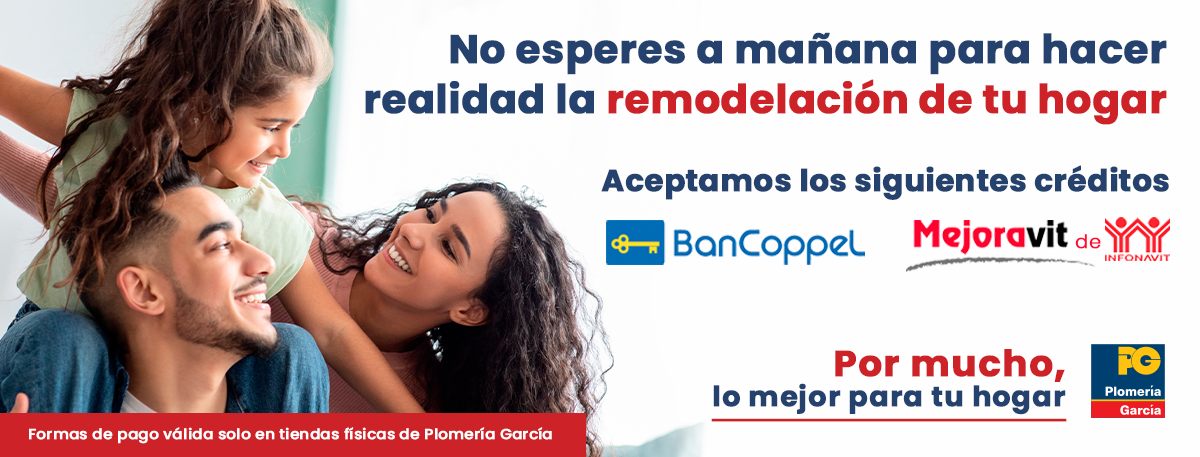 No esperes a mañana para hacer
realidad la remodelación de tu hogar
Aceptamos los siguientes créditos
BanCoppel
Mejoravit de INFONAVIT
Por mucho,
lo mejor para tu hogar
PG
Plomería
García
Formas de pago válida solo en tiendas físicas de Plomería García